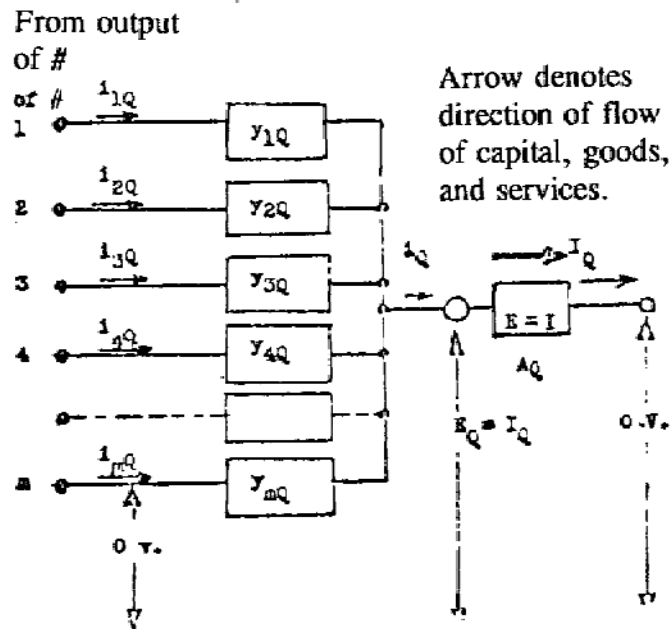 From output
of #
of #
Arrow denotes
direction of flow
of capital, goods,
and services.
1 i1Q y1Q
2 i2Q y2Q
3 i3Q y3Q
4 i4Q y4Q
m imQ ymQ
iQ
IQ
E = I
AQ
EQ = IQ
0 v.
0 v.